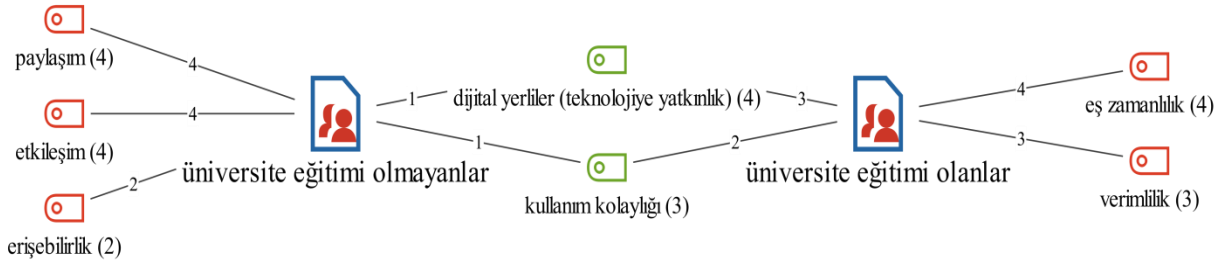 paylaşım (4)
4
etkileşim (4)
4
erişebilirlik (2)
2
üniversite eğitimi olmayanlar
1
dijital yerliler (teknolojiye yatkınlık) (4)
3
1
kullanım kolaylığı (3)
2
üniversite eğitimi olanlar
4
eş zamanlılık (4)
3
verimlilik (3)